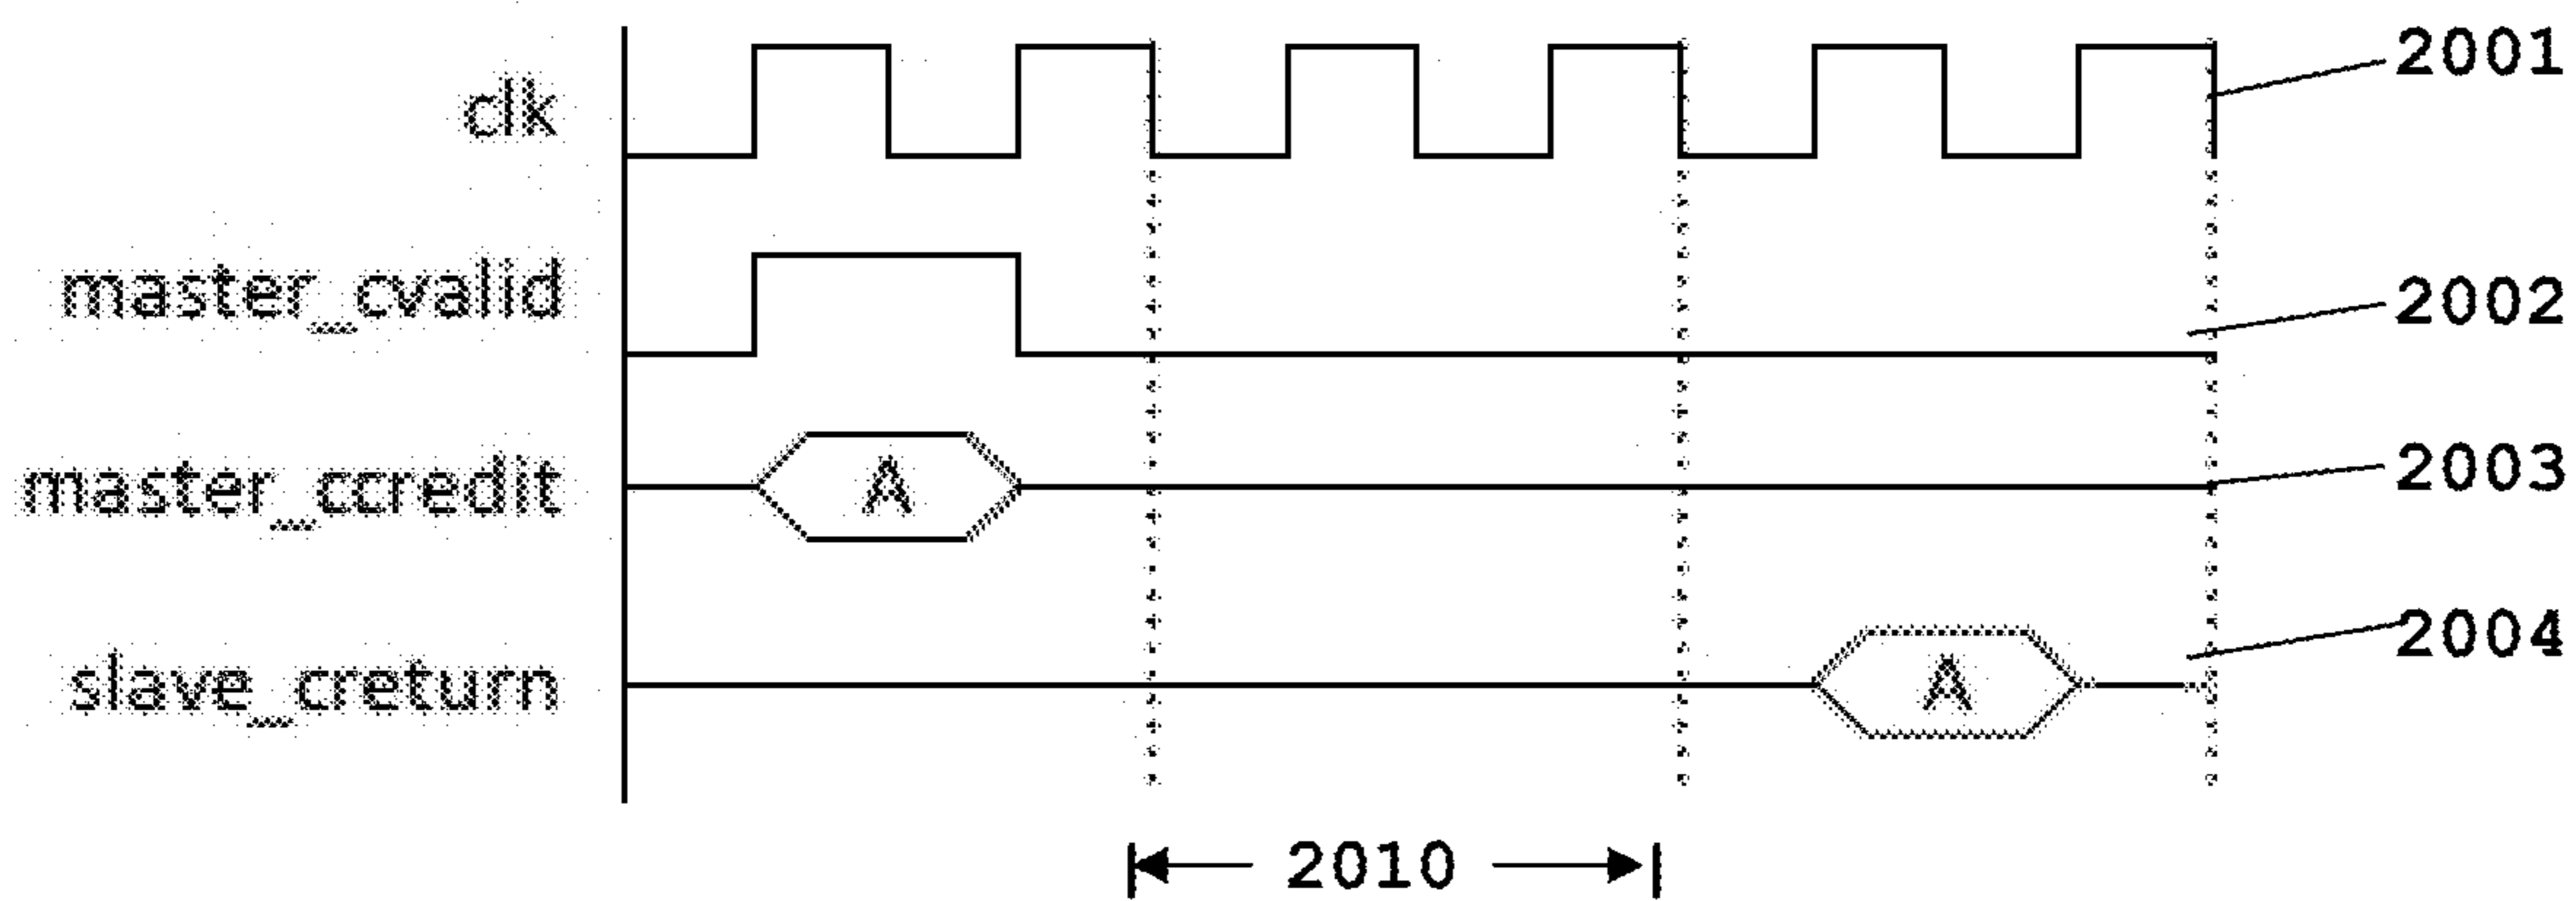 clk
2001
master_cvalid
2002
master_ccredit
A
2003
slave_creturn
A
2004
2010